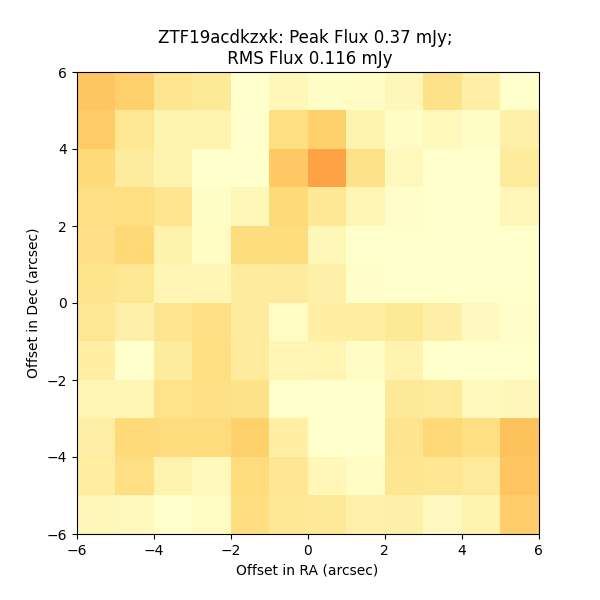 ZTF19acdkzxk: Peak Flux 0.37 mJy;
RMS Flux 0.116 mJy
6
4
2
0
−2
−4
−6
Offset in Dec (arcsec)
−6 −4 −2 0 2 4 6
Offset in RA (arcsec)